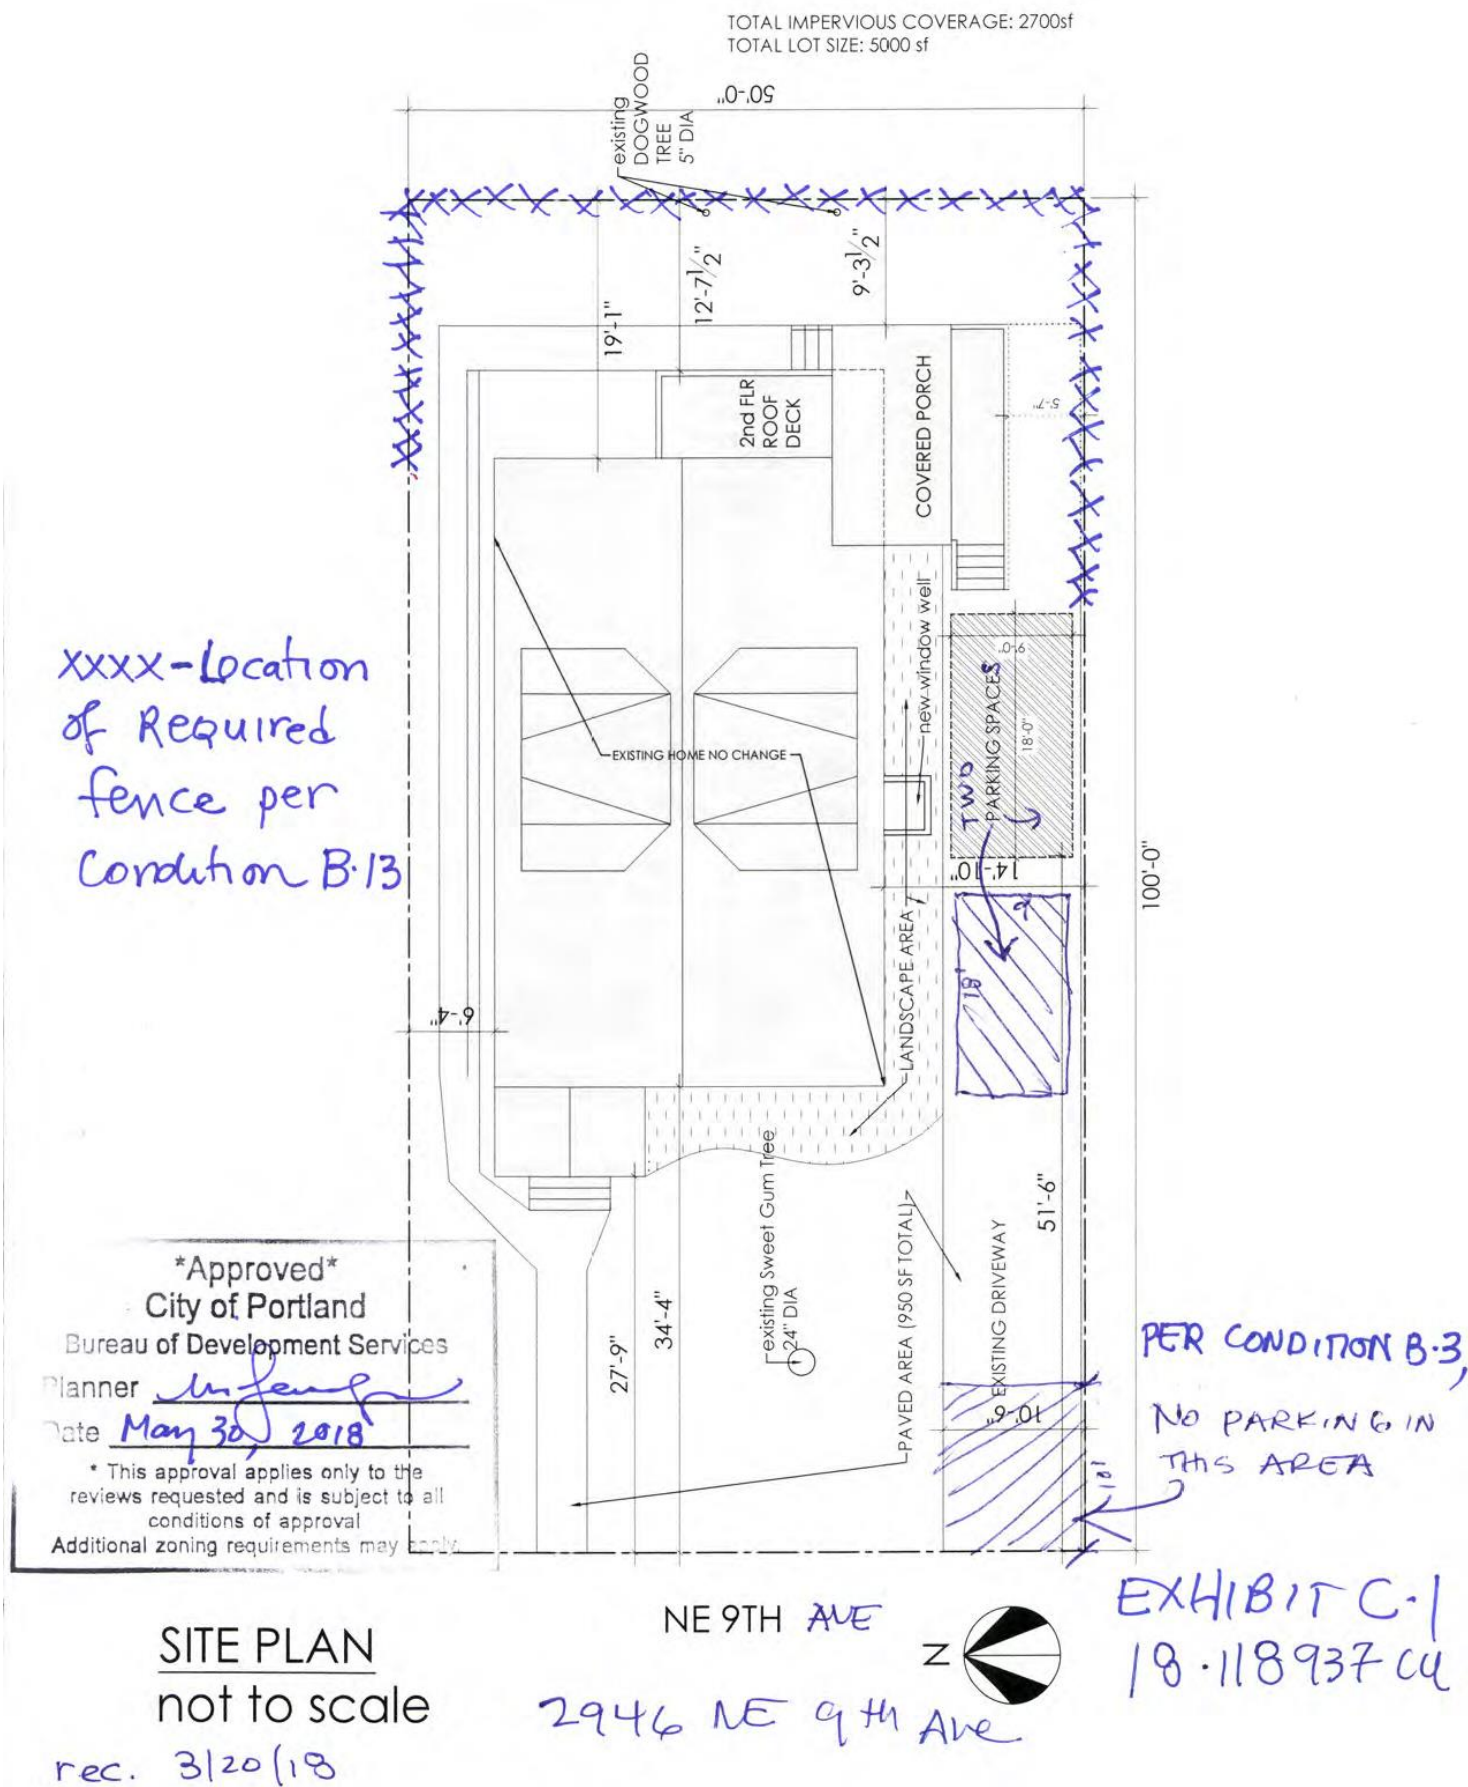 TOTAL IMPERVIOUS COVERAGE: 2700sf
TOTAL LOT SIZE: 5000 sf
50'-0"
existing
DOGWOOD
TREE
5" DIA
19'-1"
12'-7½"
9'-3½"
2nd FLR
ROOF
DECK
COVERED PORCH
5'-7"
xxxx-Location
of Required
fence per
Condition B.13
new window well
9'-0"
TWO
PARKING SPACES
18'-0"
EXISTING HOME NO CHANGE
14'-10"
100'-0"
9'
18'
LANDSCAPE AREA
6'-4"
existing Sweet Gum Tree
24" DIA
51'-6"
*Approved*
City of Portland
Bureau of Development Services
Planner
Date May 30, 2018
* This approval applies only to the
reviews requested and is subject to all
conditions of approval
Additional zoning requirements may apply.
27'-9"
34'-4"
PAVED AREA (950 SF TOTAL)
EXISTING DRIVEWAY
10'-6"
PER CONDITION B.3,
NO PARKING IN
THIS AREA
10'
SITE PLAN
not to scale
rec. 3/20/18
NE 9TH AVE
N
2946 NE 9th Ave
EXHIBIT C-1
18-118937 CU